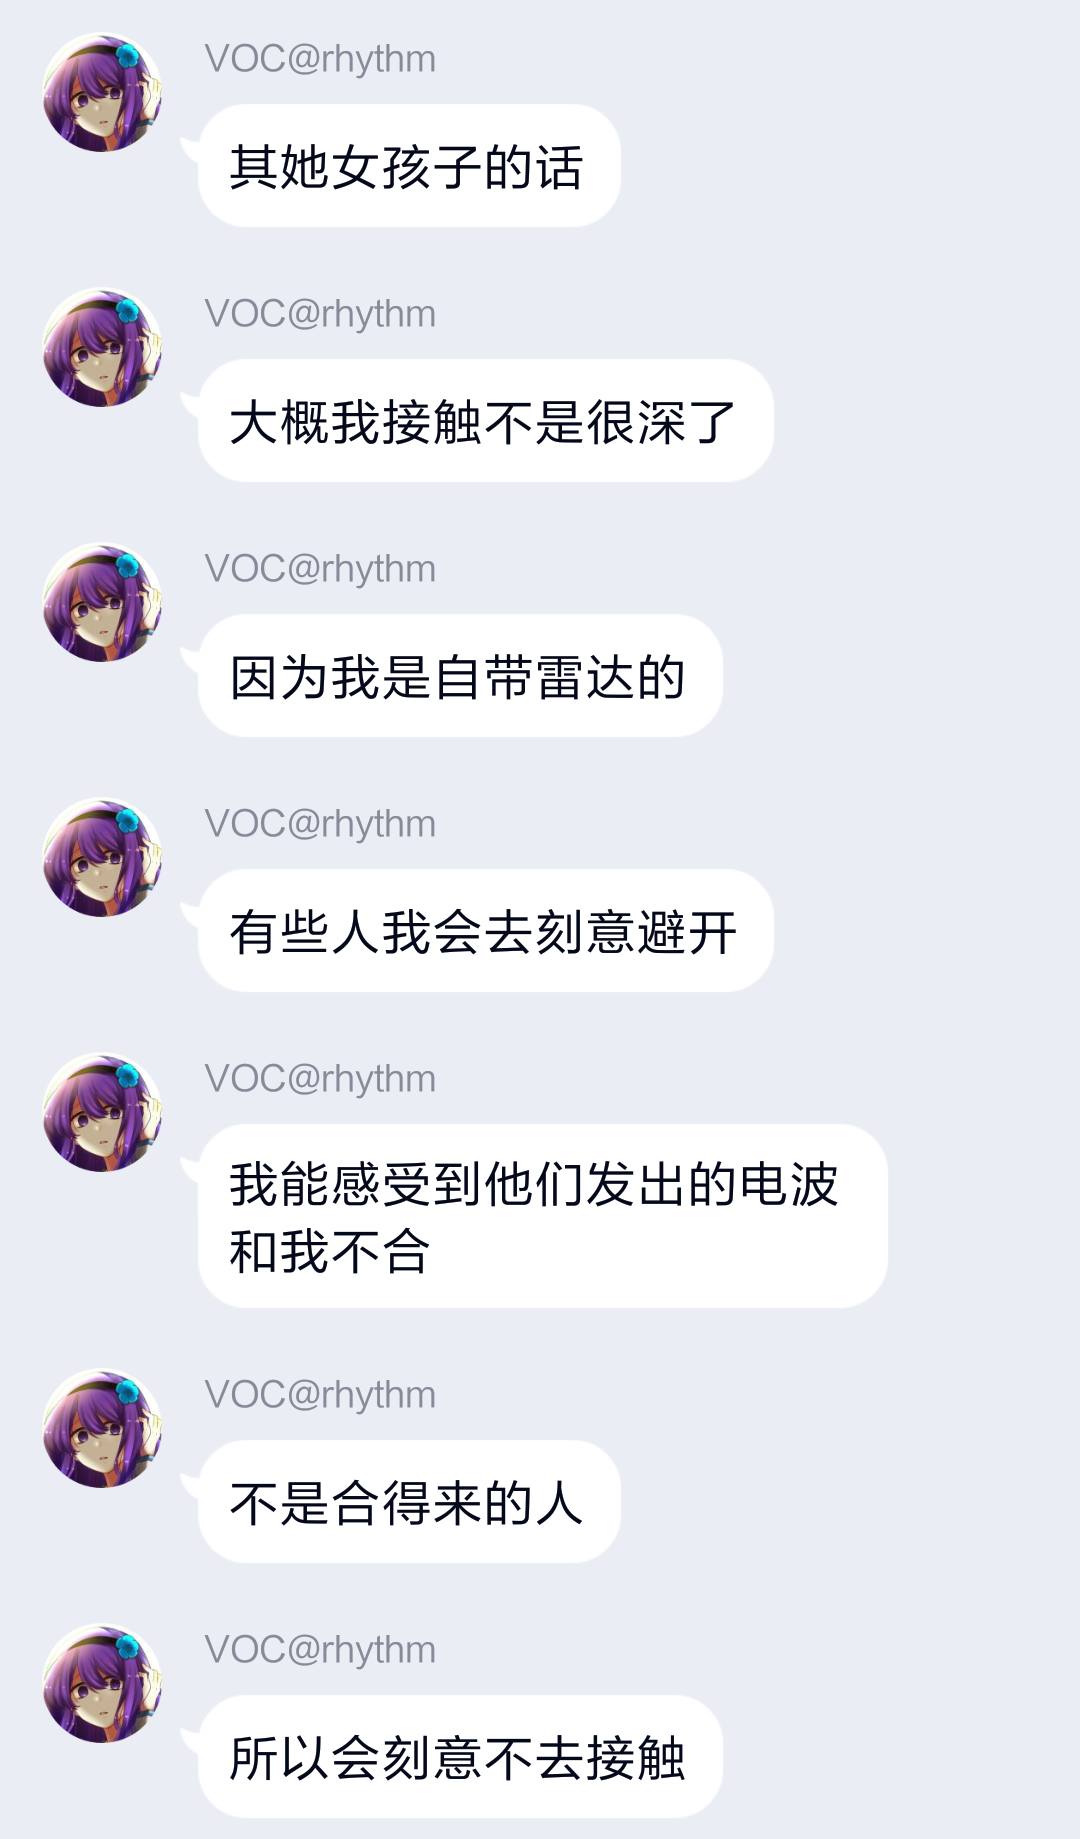 VOC@rhythm
其她女孩子的话
VOC@rhythm
大概我接触不是很深了
VOC@rhythm
因为我是自带雷达的
VOC@rhythm
有些人我会去刻意避开
VOC@rhythm
我能感受到他们发出的电波
和我不合
VOC@rhythm
不是合得来的人
VOC@rhythm
所以会刻意不去接触